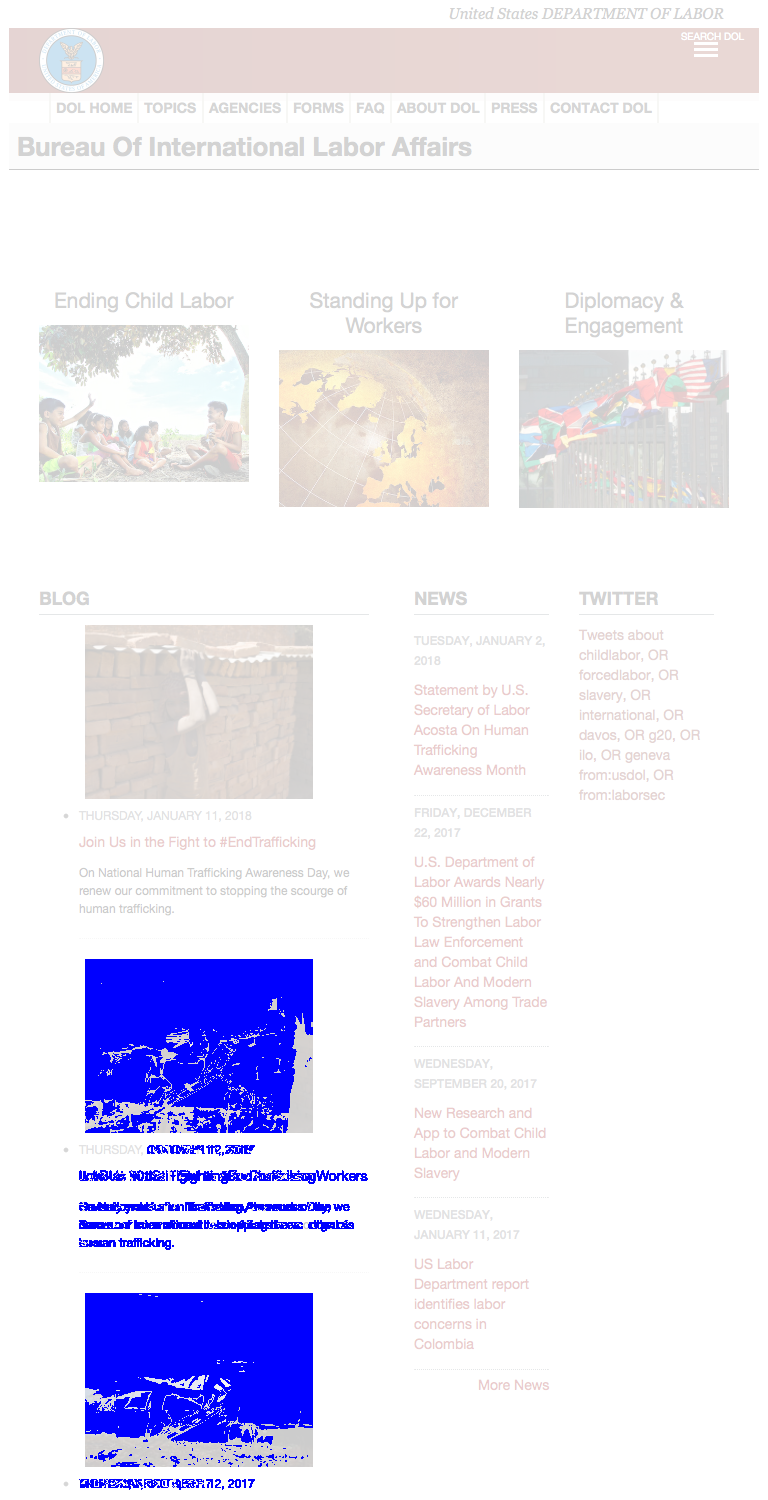 United States DEPARTMENT OF LABOR
SEARCH DOL
DOL HOME TOPICS AGENCIES FORMS FAQ ABOUT DOL PRESS CONTACT DOL
Bureau Of International Labor Affairs
Ending Child Labor
Standing Up for
Workers
Diplomacy &
Engagement
BLOG
THURSDAY, JANUARY 11, 2018
Join Us in the Fight to #EndTrafficking
On National Human Trafficking Awareness Day, we
renew our commitment to stopping the scourge of
human trafficking.
THURSDAY,
Workers
we
human trafficking.
2, 2017
NEWS
TUESDAY, JANUARY 2,
2018
Statement by U.S.
Secretary of Labor
Acosta On Human
Trafficking
Awareness Month
FRIDAY, DECEMBER
22, 2017
U.S. Department of
Labor Awards Nearly
$60 Million in Grants
To Strengthen Labor
Law Enforcement
and Combat Child
Labor And Modern
Slavery Among Trade
Partners
WEDNESDAY,
SEPTEMBER 20, 2017
New Research and
App to Combat Child
Labor and Modern
Slavery
WEDNESDAY,
JANUARY 11, 2017
US Labor
Department report
identifies labor
concerns in
Colombia
More News
TWITTER
Tweets about
childlabor, OR
forcedlabor, OR
slavery, OR
international, OR
davos, OR g20, OR
ilo, OR geneva
from:usdol, OR
from:laborsec